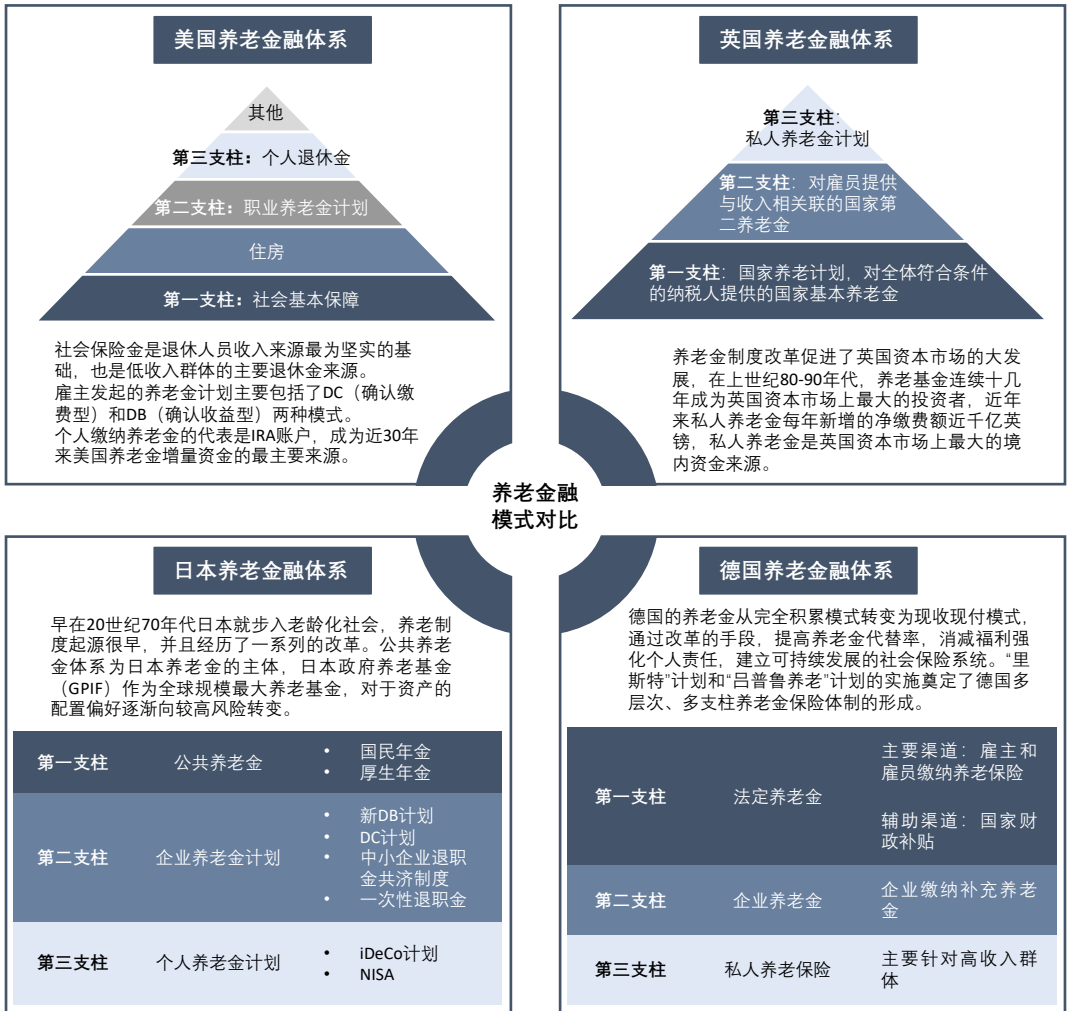 美国养老金融体系
其他
第三支柱：个人退休金
第二支柱：职业养老金计划
住房
第一支柱：社会基本保障
社会保险金是退休人员收入来源最为坚实的基
础，也是低收入群体的主要退休金来源。
雇主发起的养老金计划主要包括了DC（确认缴
费型）和DB（确认收益型）两种模式。
个人缴纳养老金的代表是IRA账户，成为近30年
来美国养老金增量资金的最主要来源。
英国养老金融体系
第三支柱：
私人养老金计划
第二支柱：对雇员提供
与收入相关联的国家第
二养老金
第一支柱：国家养老计划，对全体符合条件
的纳税人提供的国家基本养老金
养老金制度改革促进了英国资本市场的大发
展，在上世纪80-90年代，养老基金连续十几
年成为英国资本市场上最大的投资者，近年
来私人养老金每年新增的净缴费额近千亿英
镑，私人养老金是英国资本市场上最大的境
内资金来源。
养老金融
模式对比
日本养老金融体系
早在20世纪70年代日本就步入老龄化社会，养老制
度起源很早，并且经历了一系列的改革。公共养老
金体系为日本养老金的主体，日本政府养老基金
（GPIF）作为全球规模最大养老基金，对于资产的
配置偏好逐渐向较高风险转变。
第一支柱 公共养老金
• 国民年金
• 厚生年金
第二支柱 企业养老金计划
• 新DB计划
• DC计划
• 中小企业退职
金共济制度
• 一次性退职金
第三支柱 个人养老金计划
• iDeCo计划
• NISA
德国养老金融体系
德国的养老金从完全积累模式转变为现收现付模式，
通过改革的手段，提高养老金代替率，消减福利强
化个人责任，建立可持续发展的社会保险系统。“里
斯特”计划和“吕普鲁养老”计划的实施奠定了德国多
层次、多支柱养老金保险体制的形成。
第一支柱 法定养老金
主要渠道：雇主和
雇员缴纳养老保险
辅助渠道：国家财
政补贴
第二支柱 企业养老金
企业缴纳补充养老
金
第三支柱 私人养老保险
主要针对高收入群
体